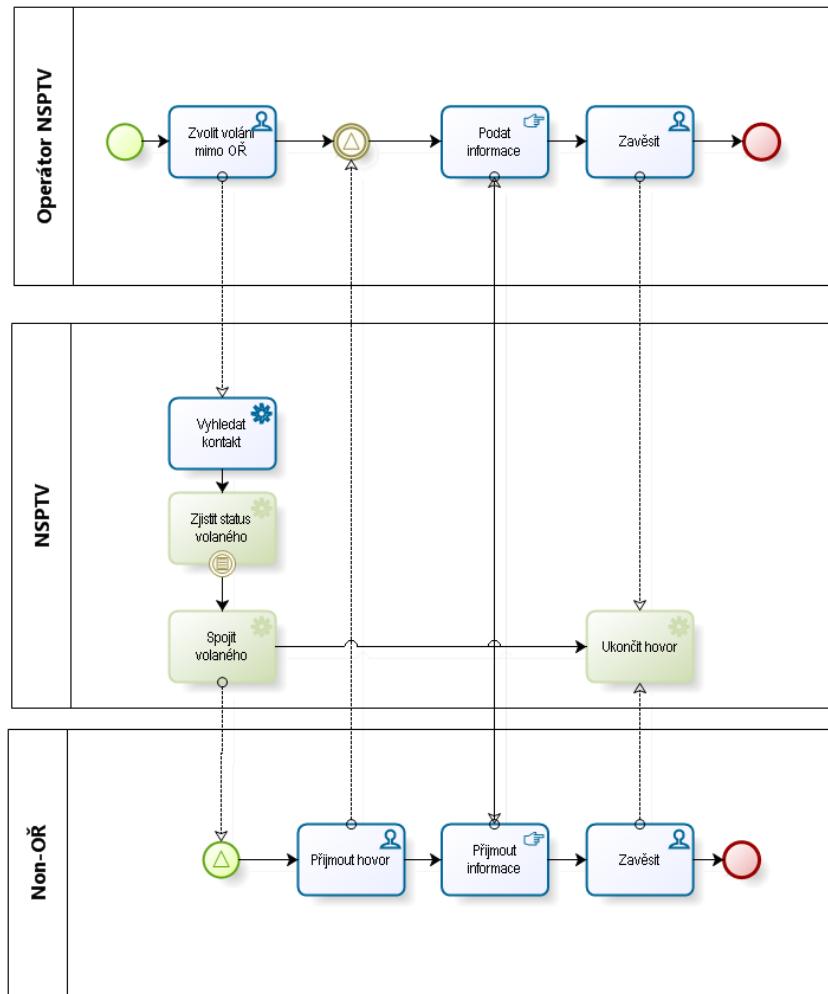 Operátor NSPTV
Zvolit volání
mimo OŘ
Podat
informace
Zavěsit
NSPTV
Vyhledat
kontakt
Zjistit status
volaného
Spojit
volaného
Ukončit hovor
Non-OŘ
Přijmout hovor
Přijmout
informace
Zavěsit